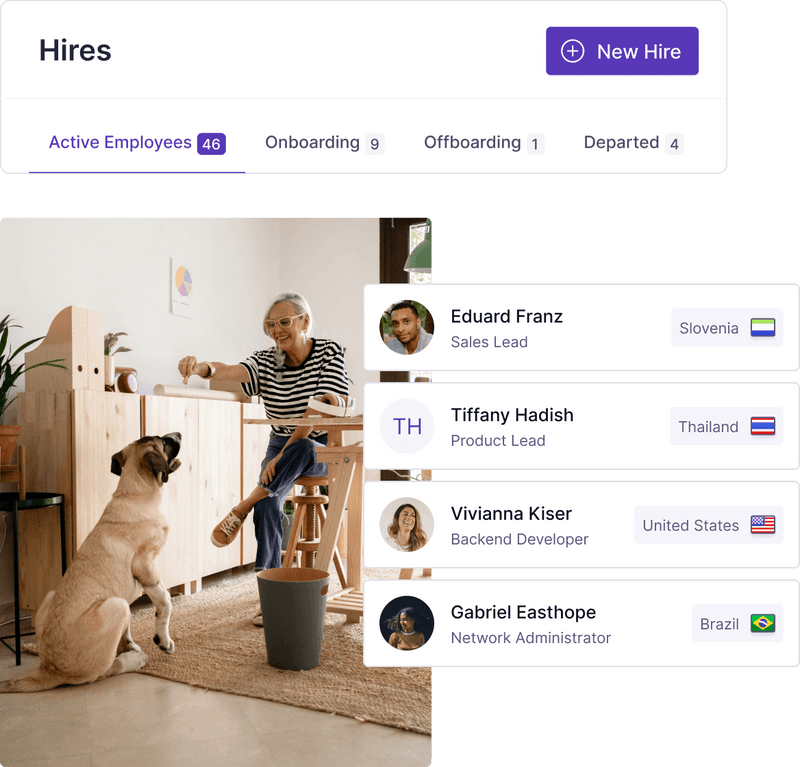 Hires
New Hire
Active Employees 46 Onboarding 9 Offboarding 1 Departed 4
Eduard Franz
Sales Lead
Slovenia
TH
Tiffany Hadish
Product Lead
Thailand
Vivianna Kiser
Backend Developer
United States
Gabriel Easthope
Network Administrator
Brazil